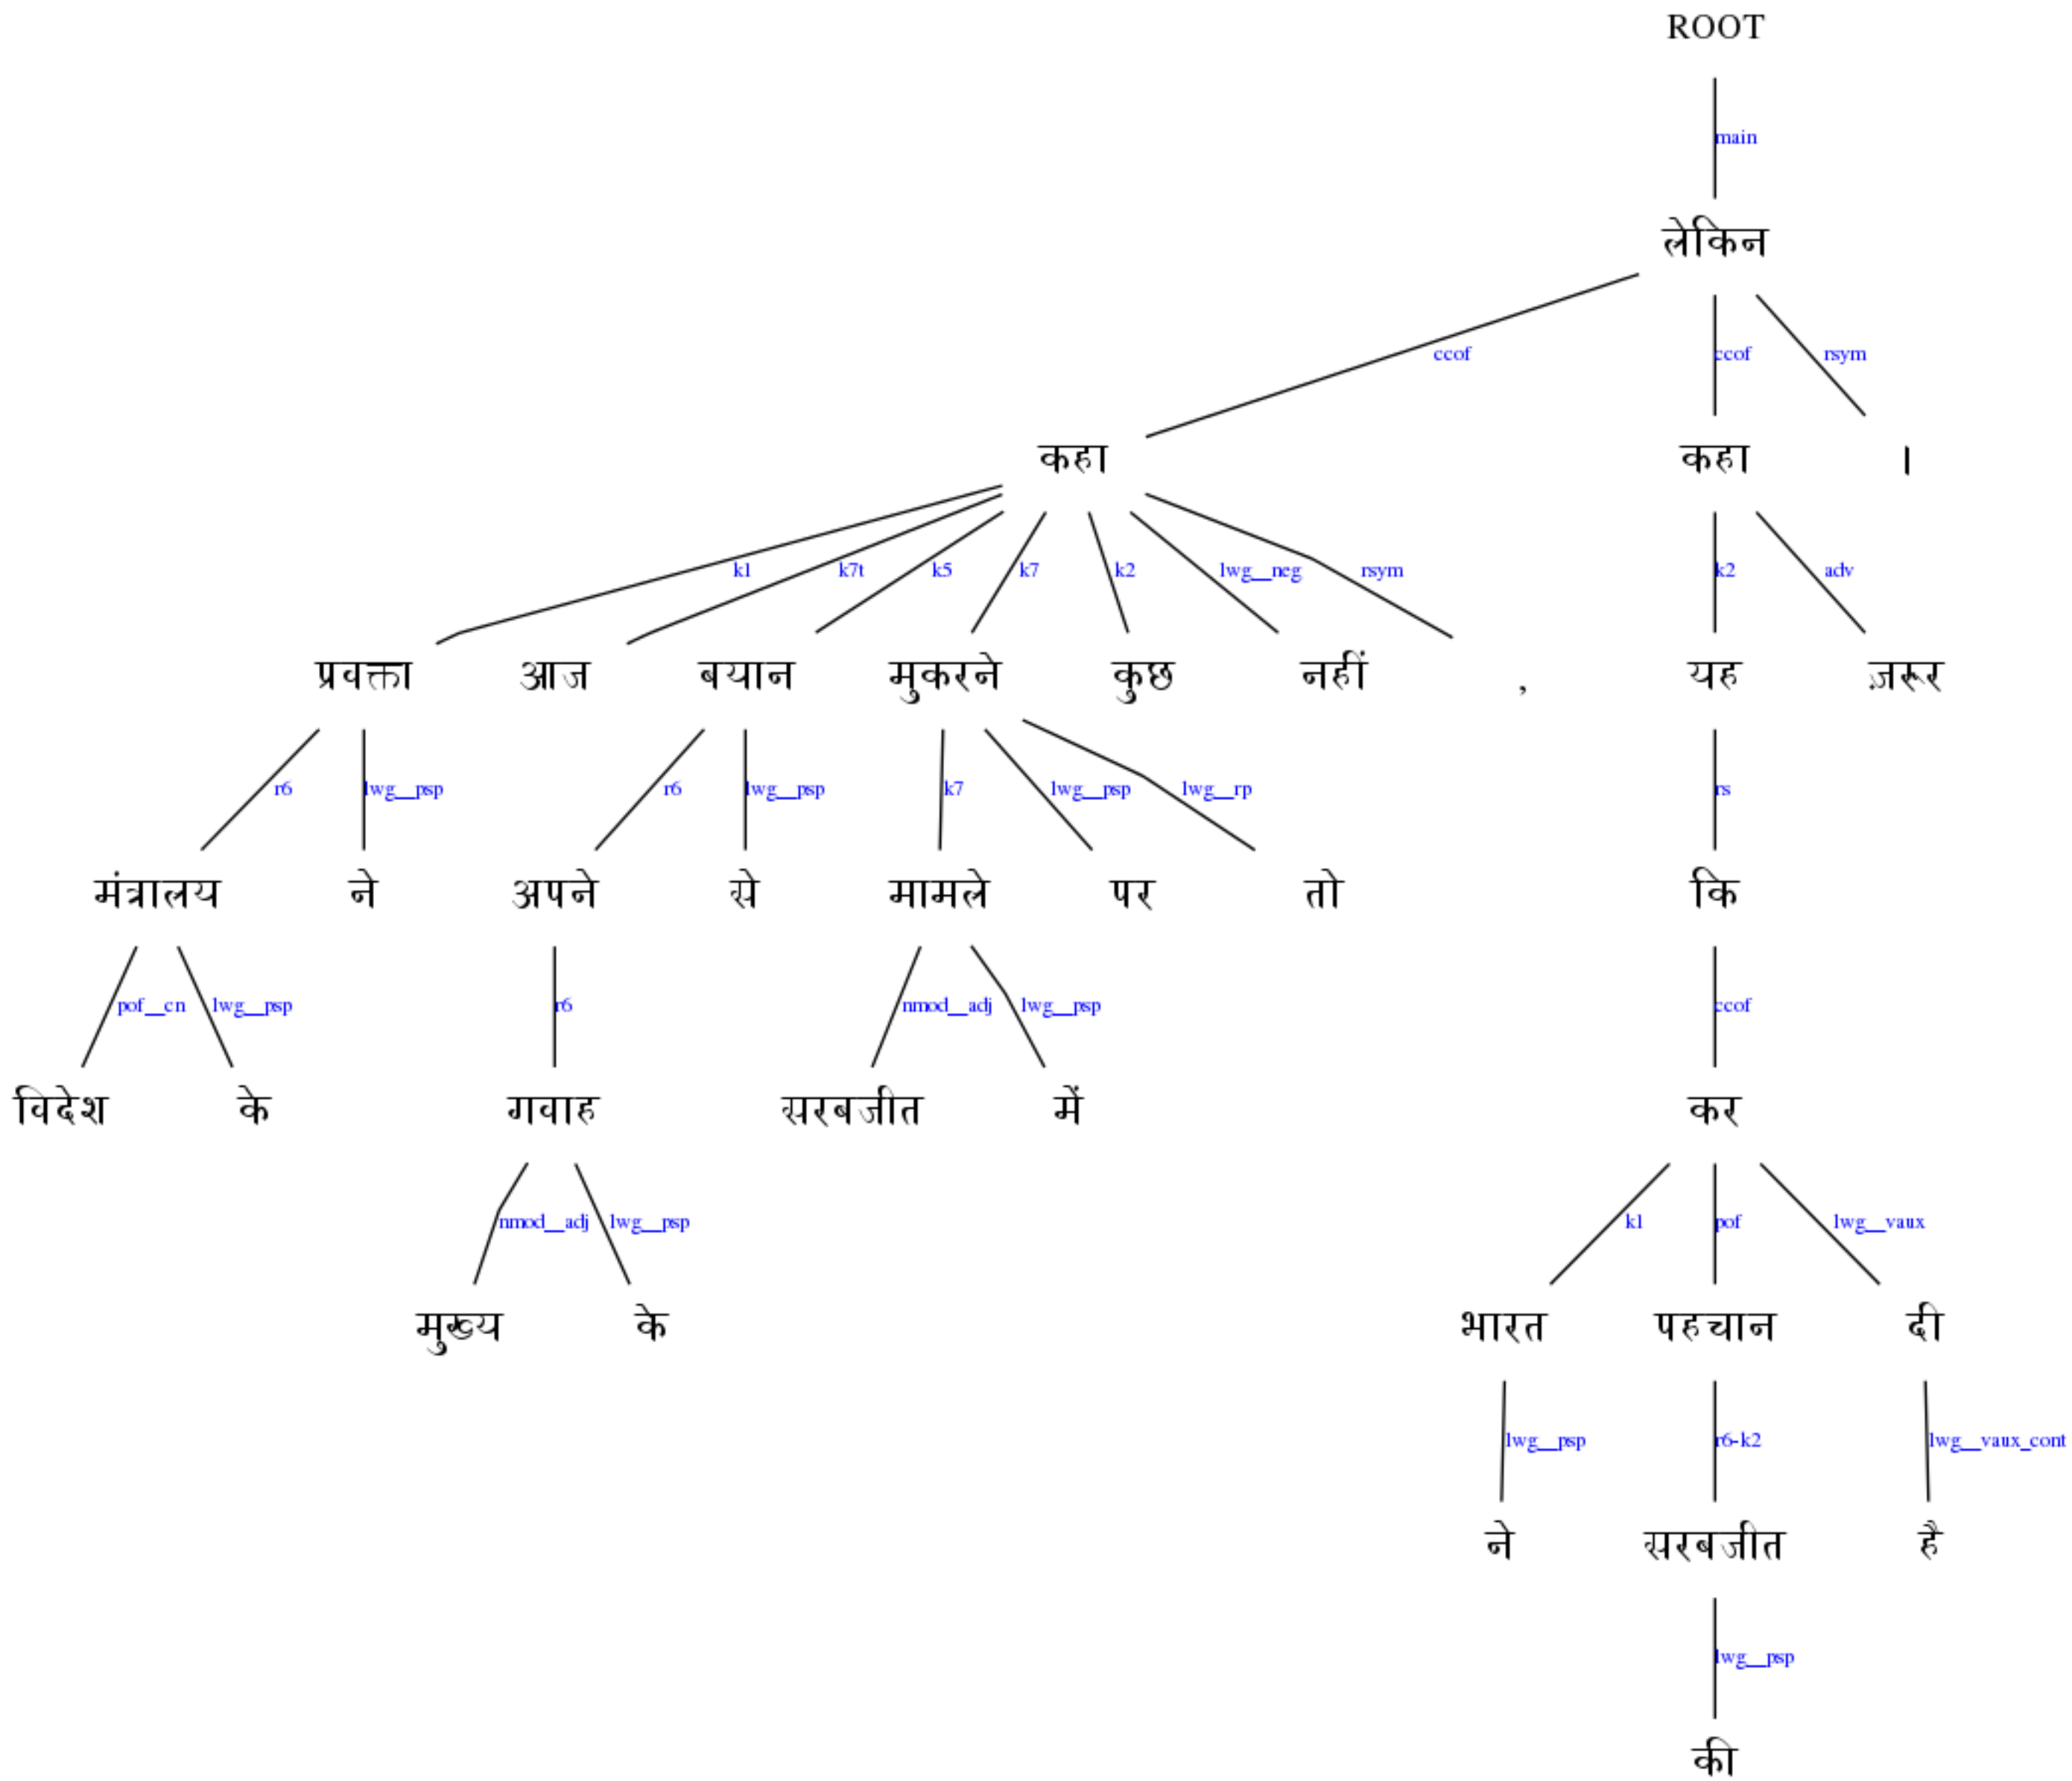 ROOT
main
लेकिन
ccof ccof rsym
कहा कहा ।
k1 k7t k5 k7 k2 lwg__neg rsym k2 adv
प्रवक्ता आज बयान मुकरने कुछ नहीं , यह ज़रूर
r6 lwg__psp r6 lwg__psp k7 lwg__psp lwg__rp rs
मंत्रालय ने अपने से मामले पर तो कि
pof__cn lwg__psp r6 nmod__adj lwg__psp ccof
विदेश के गवाह सरबजीत में कर
nmod__adj lwg__psp k1 pof lwg__vaux
मुख्य के भारत पहचान दी
lwg__psp r6-k2 lwg__vaux_cont
ने सरबजीत है
lwg__psp
की